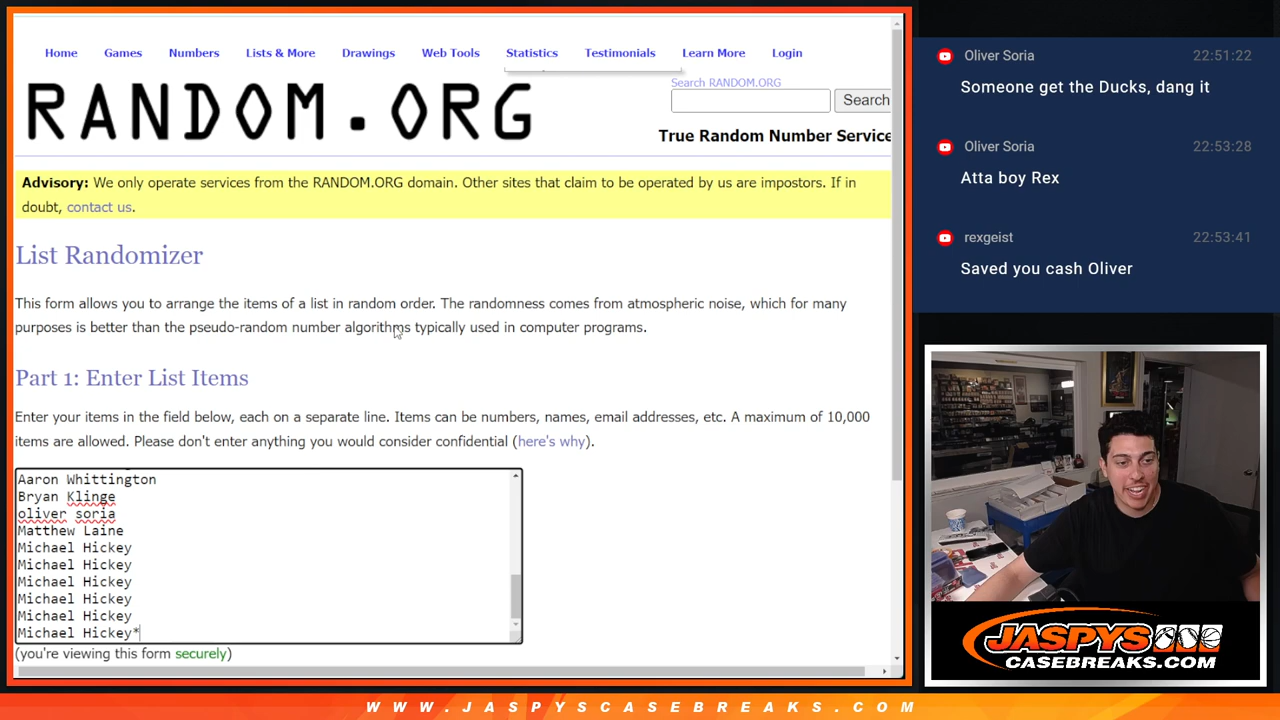 Home Games Numbers Lists & More Drawings Web Tools Statistics Testimonials Learn More Login
RANDOM.ORG
Search RANDOM.ORG
Search
True Random Number Service
Advisory: We only operate services from the RANDOM.ORG domain. Other sites that claim to be operated by us are impostors. If in
doubt, contact us.
List Randomizer
This form allows you to arrange the items of a list in random order. The randomness comes from atmospheric noise, which for many
purposes is better than the pseudo-random number algorithms typically used in computer programs.
Part 1: Enter List Items
Enter your items in the field below, each on a separate line. Items can be numbers, names, email addresses, etc. A maximum of 10,000
items are allowed. Please don't enter anything you would consider confidential (here's why).
Aaron Whittington
Bryan Klinge
oliver soria
Matthew Laine
Michael Hickey
Michael Hickey
Michael Hickey
Michael Hickey
Michael Hickey
Michael Hickey*
(you're viewing this form securely)
Oliver Soria 22:51:22
Someone get the Ducks, dang it
Oliver Soria 22:53:28
Atta boy Rex
rexgeist 22:53:41
Saved you cash Oliver
JASPYS
CASEBREAKS.COM
WWW.JASPYSCASEBREAKS.COM